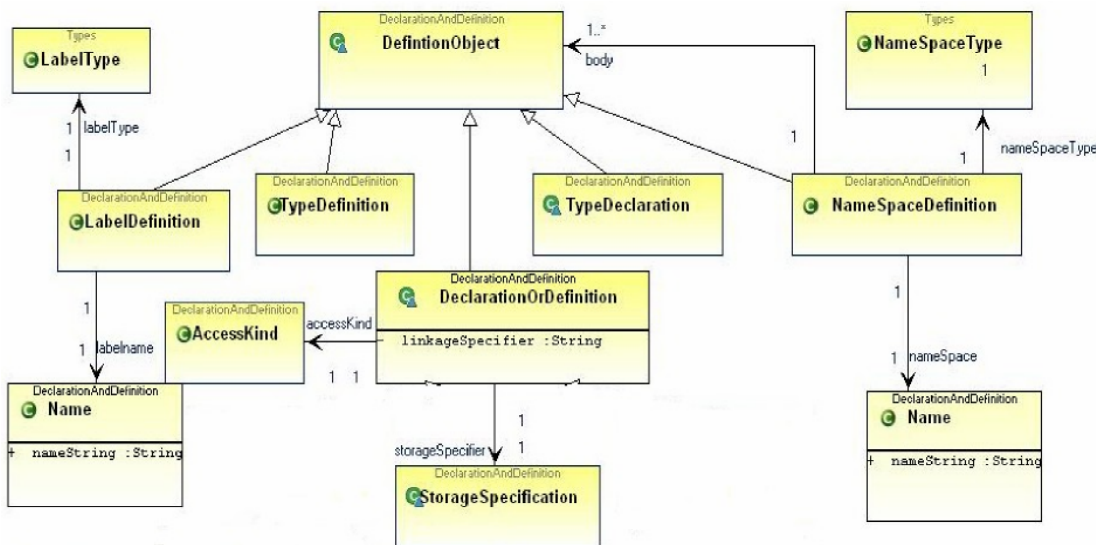 DeclarationAndDefinition
DefintionObject
Types
LabelType
Types
NameSpaceType
1
1..*
body
1
labelType
1
1
1
nameSpaceType
DeclarationAndDefinition
LabelDefinition
DeclarationAndDefinition
TypeDefinition
DeclarationAndDefinition
TypeDeclaration
DeclarationAndDefinition
NameSpaceDefinition
DeclarationAndDefinition
DeclarationOrDefinition
linkageSpecifier :String
DeclarationAndDefinition
AccessKind
accessKind
1
1
1
1
labelname
1
1
nameSpace
DeclarationAndDefinition
Name
+ nameString :String
1
1
storageSpecifier
DeclarationAndDefinition
StorageSpecification
DeclarationAndDefinition
Name
+ nameString :String